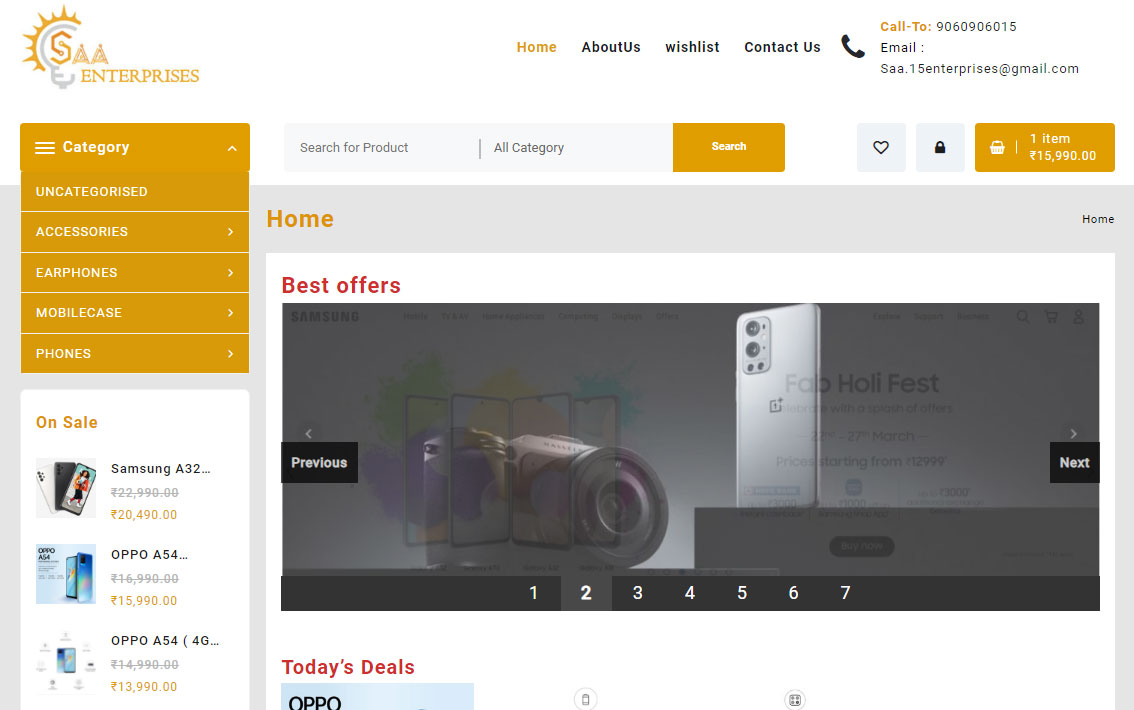 SAA
ENTERPRISES
Home AboutUs wishlist Contact Us
Call-To: 9060906015
Email :
Saa.15enterprises@gmail.com
Category
Search for Product All Category Search
1 item
₹15,990.00
UNCATEGORISED
ACCESSORIES
EARPHONES
MOBILECASE
PHONES
Home
Home
Best offers
SAMSUNG Mobile TV & AV Home Appliances Computing Displays Offers Explore Support Business
Fab Holi Fest
Celebrate with a splash of offers
22ND - 27th March
Prices starting from ₹12999*
Buy now
Previous
Next
1 2 3 4 5 6 7
On Sale
Samsung A32…
₹22,990.00
₹20,490.00
OPPO
A54
OPPO A54…
₹16,990.00
₹15,990.00
OPPO A54 ( 4G…
₹14,990.00
₹13,990.00
Today’s Deals
OPPO